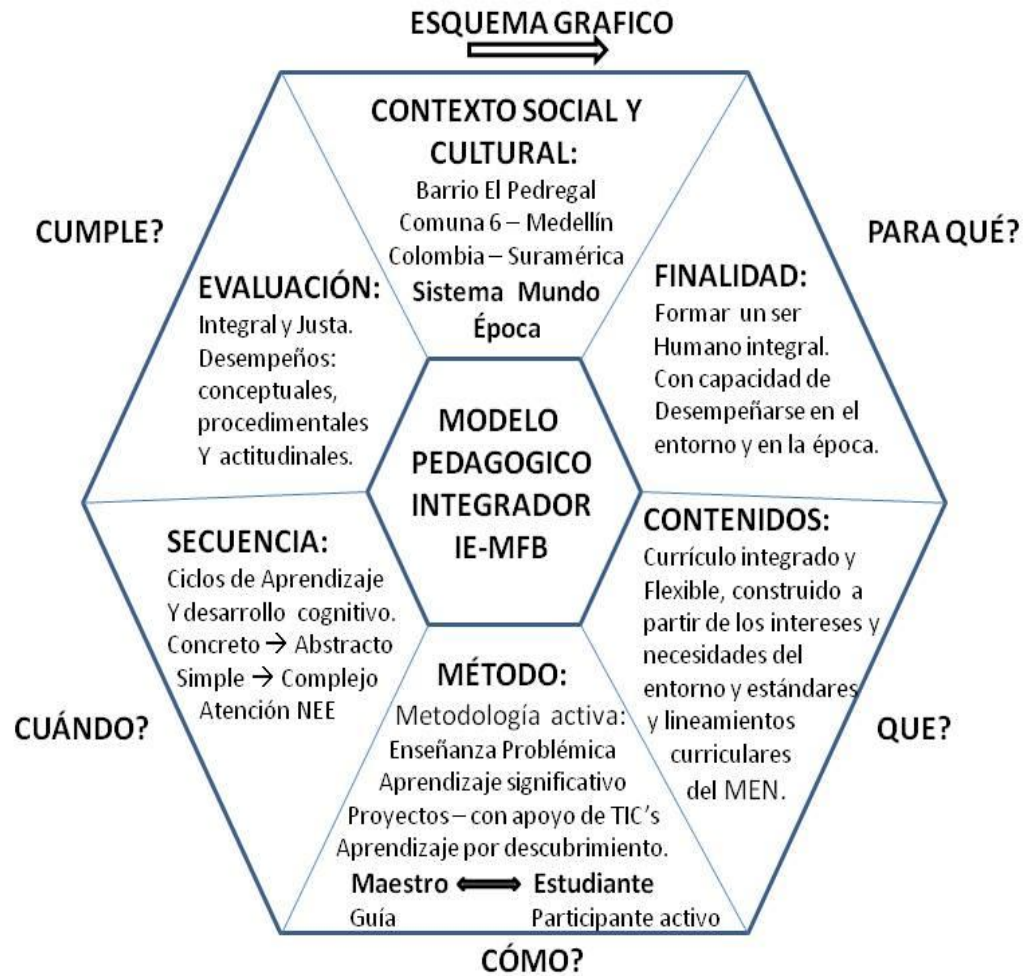 ESQUEMA GRAFICO
CONTEXTO SOCIAL Y
CULTURAL:
Barrio El Pedregal
Comuna 6 – Medellín
Colombia – Suramérica
Sistema Mundo
Época
PARA QUÉ?
FINALIDAD:
Formar un ser
Humano integral.
Con capacidad de
Desempeñarse en el
entorno y en la época.
QUE?
CONTENIDOS:
Currículo integrado y
Flexible, construido a
partir de los intereses y
necesidades del
entorno y estándares
y lineamientos
curriculares
del MEN.
CÓMO?
MÉTODO:
Metodología activa:
Enseñanza Problémica
Aprendizaje significativo
Proyectos – con apoyo de TIC's
Aprendizaje por descubrimiento.
Maestro ⟷ Estudiante
Guía Participante activo
CUÁNDO?
SECUENCIA:
Ciclos de Aprendizaje
Y desarrollo cognitivo.
Concreto → Abstracto
Simple → Complejo
Atención NEE
CUMPLE?
EVALUACIÓN:
Integral y Justa.
Desempeños:
conceptuales,
procedimentales
Y actitudinales.
MODELO
PEDAGOGICO
INTEGRADOR
IE-MFB